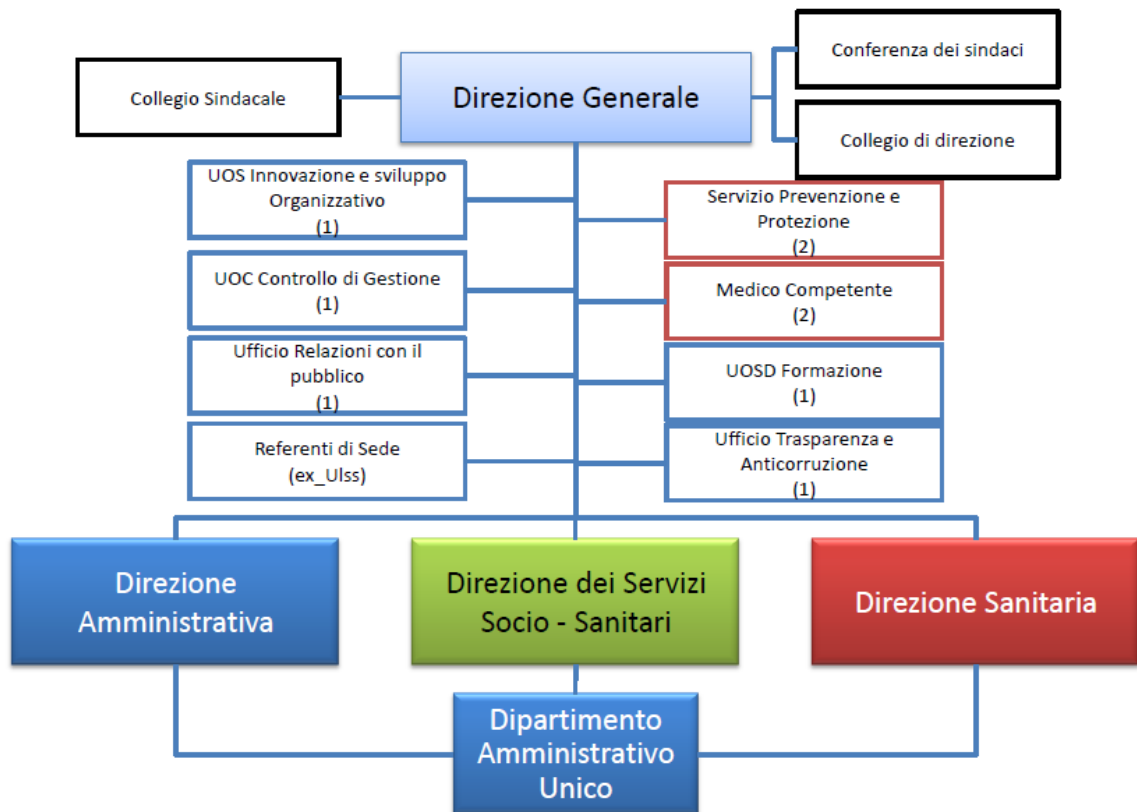 Conferenza dei sindaci
Collegio Sindacale
Direzione Generale
Collegio di direzione
UOS Innovazione e sviluppo
Organizzativo
(1)
Servizio Prevenzione e
Protezione
(2)
UOC Controllo di Gestione
(1)
Medico Competente
(2)
Ufficio Relazioni con il
pubblico
(1)
UOSD Formazione
(1)
Referenti di Sede
(ex_Ulss)
Ufficio Trasparenza e
Anticorruzione
(1)
Direzione
Amministrativa
Direzione dei Servizi
Socio - Sanitari
Direzione Sanitaria
Dipartimento
Amministrativo
Unico